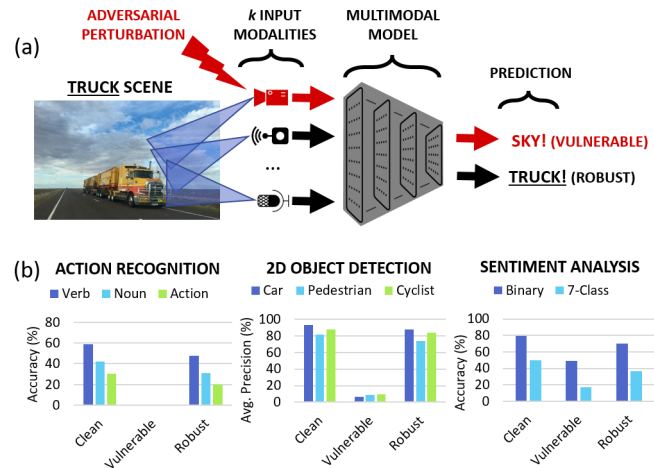 (a)
ADVERSARIAL
PERTURBATION
k INPUT
MODALITIES
MULTIMODAL
MODEL
TRUCK SCENE
PREDICTION
...
SKY! (VULNERABLE)
TRUCK! (ROBUST)
(b)
ACTION RECOGNITION
Verb Noun Action
Accuracy (%)
80
60
40
20
0
Clean
Vulnerable
Robust
2D OBJECT DETECTION
Car Pedestrian Cyclist
Avg. Precision (%)
100
80
60
40
20
0
Clean
Vulnerable
Robust
SENTIMENT ANALYSIS
Binary 7-Class
Accuracy (%)
100
80
60
40
20
0
Clean
Vulnerable
Robust